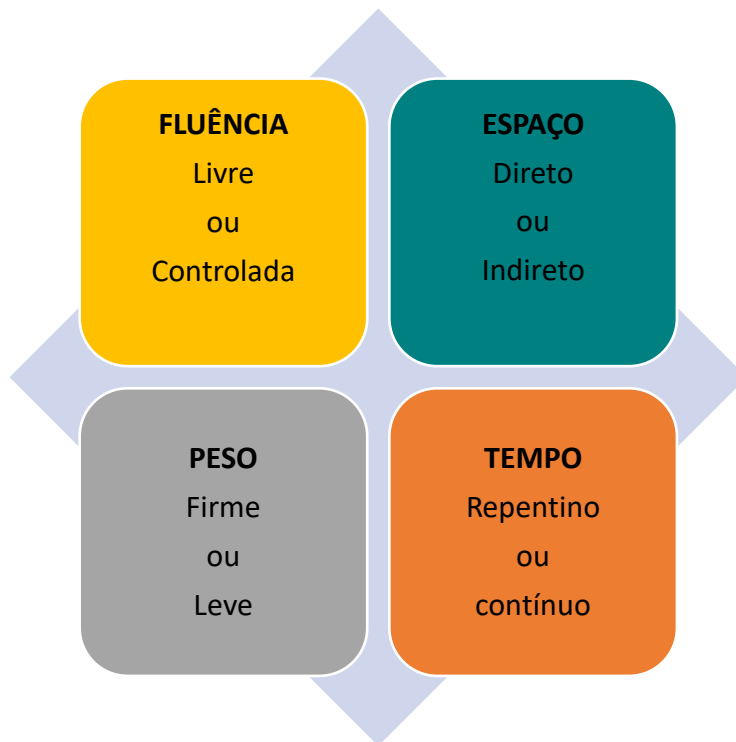 FLUÊNCIA
Livre
ou
Controlada
ESPAÇO
Direto
ou
Indireto
PESO
Firme
ou
Leve
TEMPO
Repentino
ou
contínuo